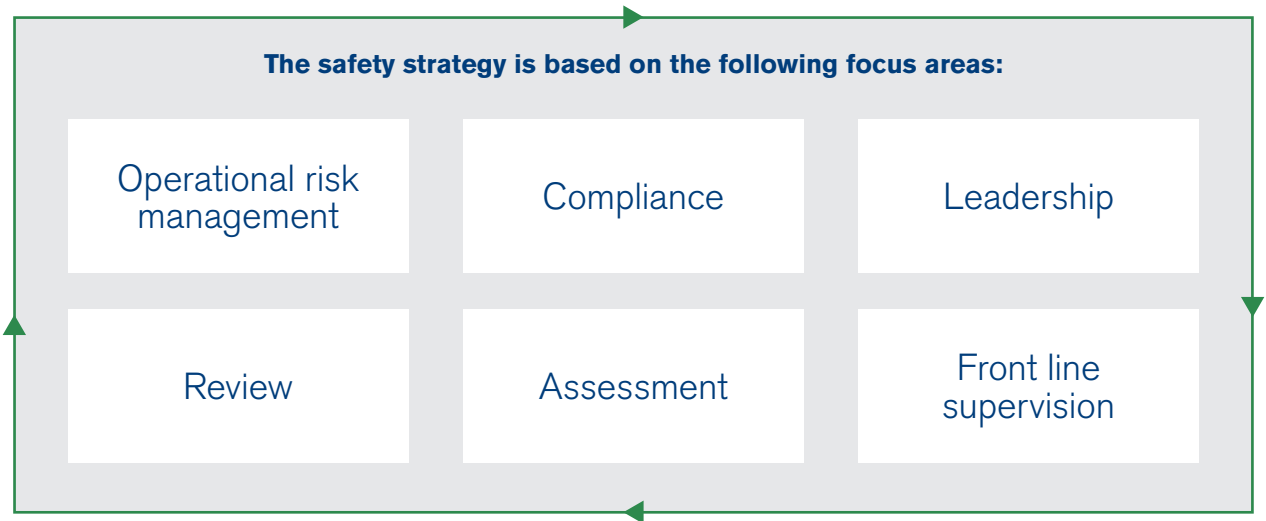 The safety strategy is based on the following focus areas:
Operational risk
management
Compliance
Leadership
Review
Assessment
Front line
supervision